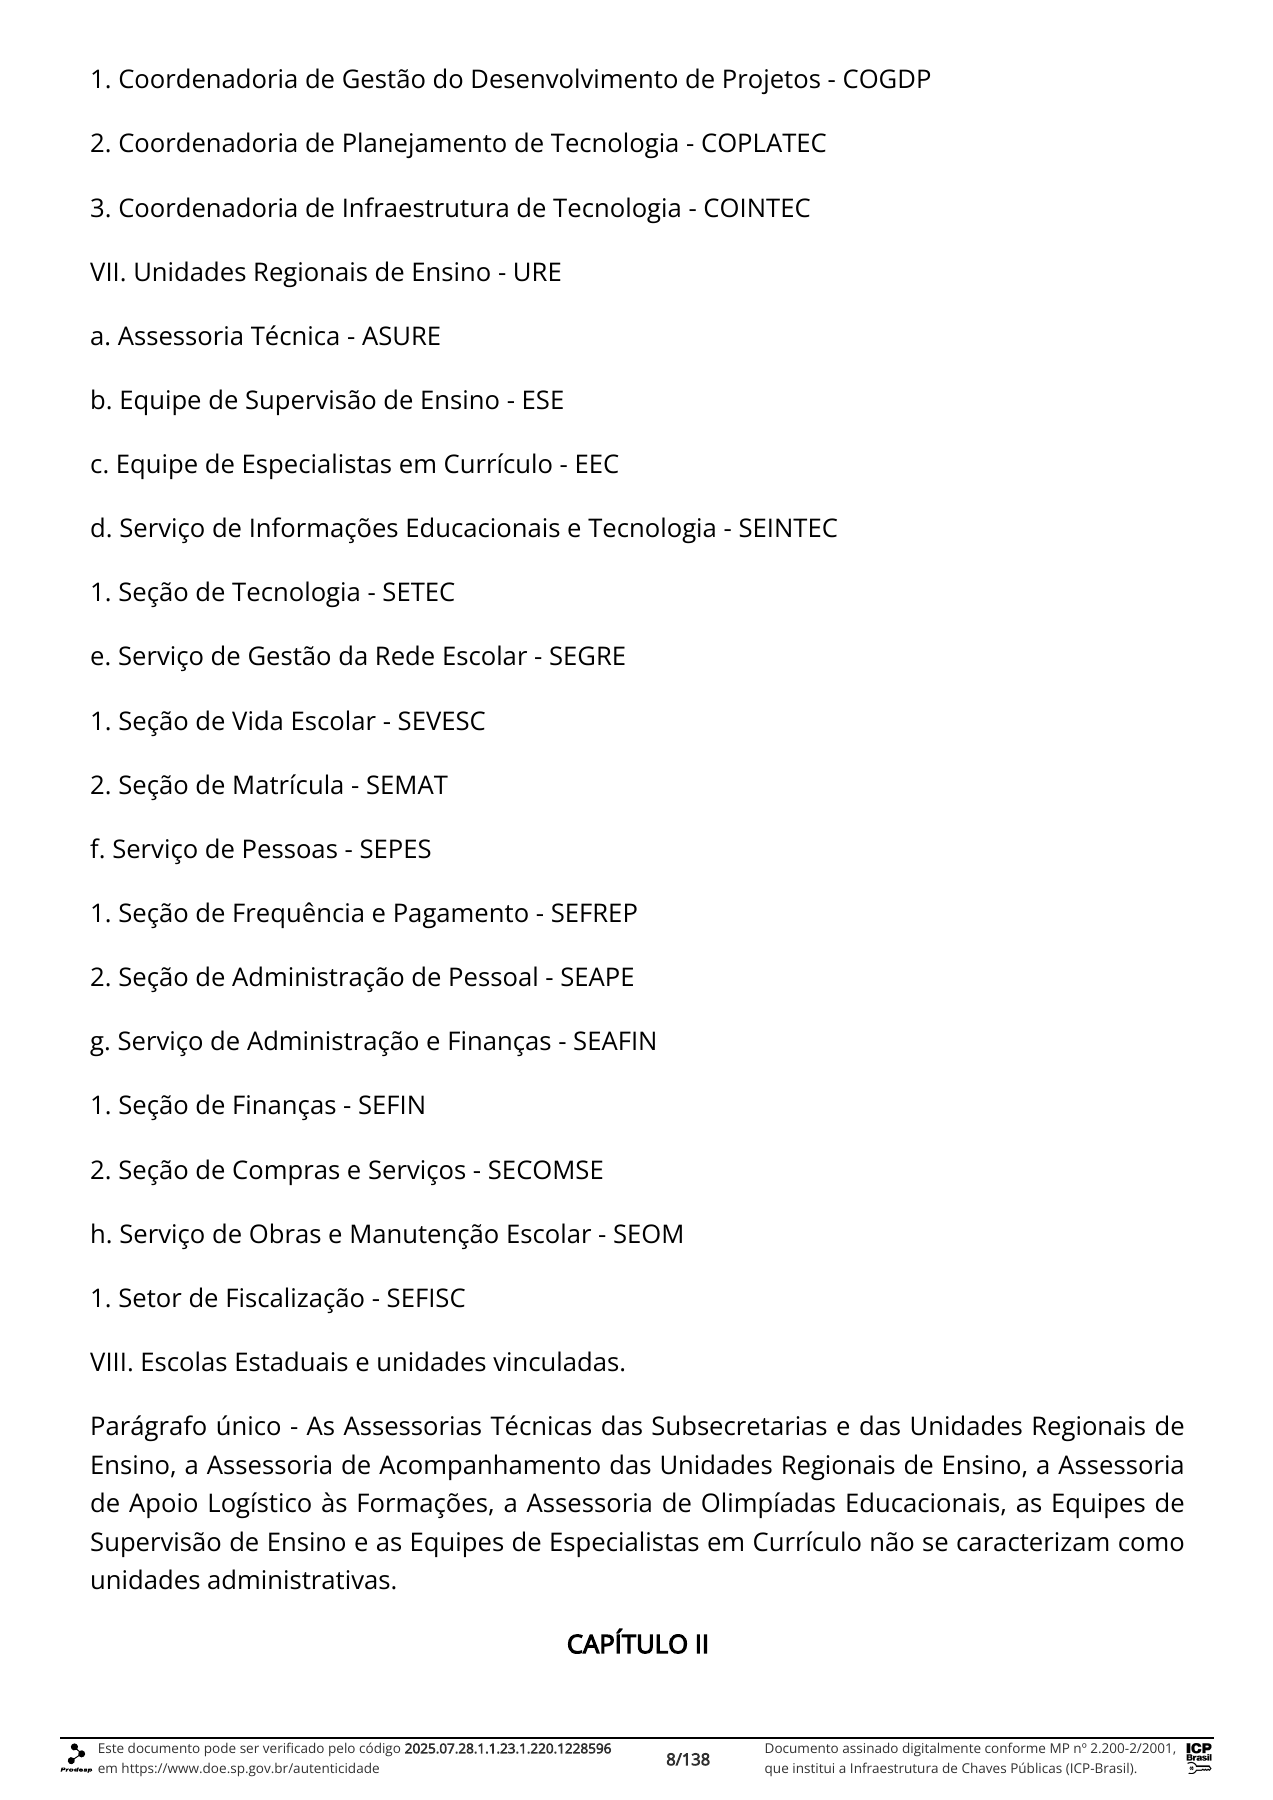 1. Coordenadoria de Gestão do Desenvolvimento de Projetos - COGDP
2. Coordenadoria de Planejamento de Tecnologia - COPLATEC
3. Coordenadoria de Infraestrutura de Tecnologia - COINTEC
VII. Unidades Regionais de Ensino - URE
a. Assessoria Técnica - ASURE
b. Equipe de Supervisão de Ensino - ESE
c. Equipe de Especialistas em Currículo - EEC
d. Serviço de Informações Educacionais e Tecnologia - SEINTEC
1. Seção de Tecnologia - SETEC
e. Serviço de Gestão da Rede Escolar - SEGRE
1. Seção de Vida Escolar - SEVESC
2. Seção de Matrícula - SEMAT
f. Serviço de Pessoas - SEPES
1. Seção de Frequência e Pagamento - SEFREP
2. Seção de Administração de Pessoal - SEAPE
g. Serviço de Administração e Finanças - SEAFIN
1. Seção de Finanças - SEFIN
2. Seção de Compras e Serviços - SECOMSE
h. Serviço de Obras e Manutenção Escolar - SEOM
1. Setor de Fiscalização - SEFISC
VIII. Escolas Estaduais e unidades vinculadas.
Parágrafo único - As Assessorias Técnicas das Subsecretarias e das Unidades Regionais de
Ensino, a Assessoria de Acompanhamento das Unidades Regionais de Ensino, a Assessoria
de Apoio Logístico às Formações, a Assessoria de Olimpíadas Educacionais, as Equipes de
Supervisão de Ensino e as Equipes de Especialistas em Currículo não se caracterizam como
unidades administrativas.
CAPÍTULO II
Prodesp
Este documento pode ser verificado pelo código 2025.07.28.1.1.23.1.220.1228596
em https://www.doe.sp.gov.br/autenticidade
8/138
Documento assinado digitalmente conforme MP nº 2.200-2/2001,
que institui a Infraestrutura de Chaves Públicas (ICP-Brasil).
ICP
Brasil